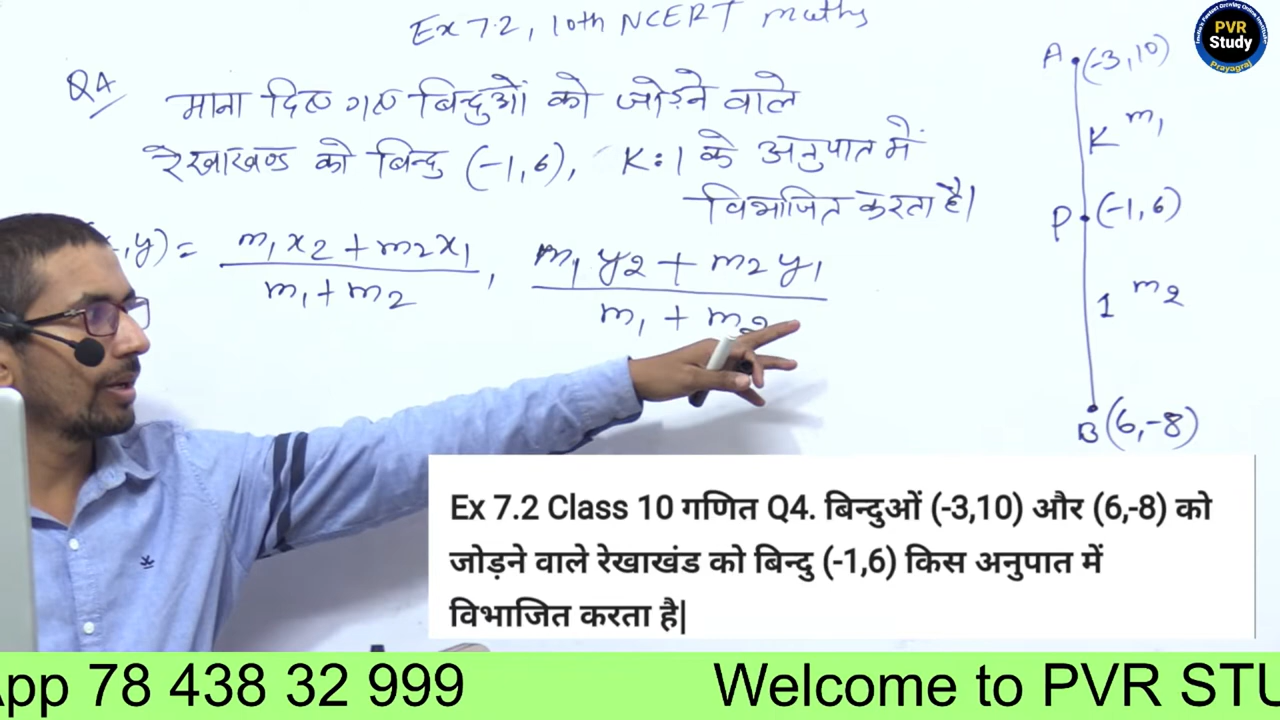 Ex 7.2, 10th NCERT maths
Q4
माना दिए गए बिन्दुओं को जोड़ने वाले
रेखाखण्ड को बिन्दु (-1,6), K:1 के अनुपात में
विभाजित करता है।
,y) = m₁x₂ + m₂x₁ / m₁ + m₂ , m₁y₂ + m₂y₁ / m₁ + m₂
A (-3,10)
K m₁
P (-1,6)
1 m₂
B (6,-8)
PVR
Study
Prayagraj
Ex 7.2 Class 10 गणित Q4. बिन्दुओं (-3,10) और (6,-8) को
जोड़ने वाले रेखाखंड को बिन्दु (-1,6) किस अनुपात में
विभाजित करता है|
App 78 438 32 999 Welcome to PVR STU